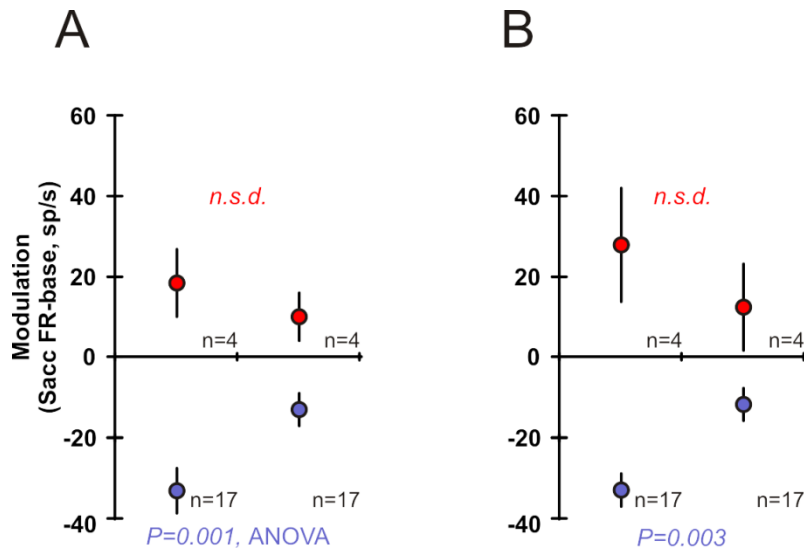 A
B
Modulation
(Sacc FR-base, sp/s)
60
40
20
0
-20
-40
n.s.d.
n=4
n=4
n=17
n=17
P=0.001, ANOVA
60
40
20
0
-20
-40
n.s.d.
n=4
n=4
n=17
n=17
P=0.003